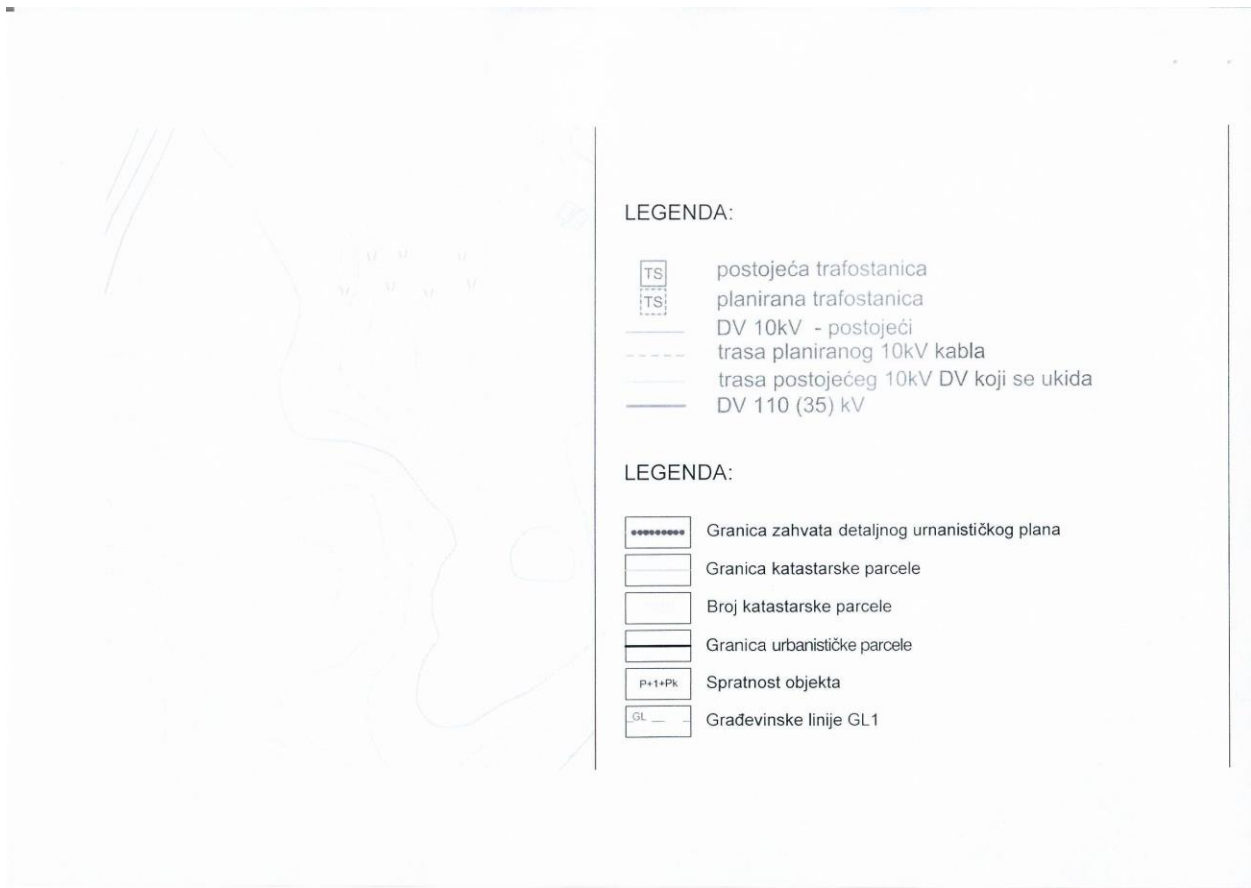 LEGENDA:
TS postojeća trafostanica
TS planirana trafostanica
DV 10kV - postojeći
trasa planiranog 10kV kabla
trasa postojećeg 10kV DV koji se ukida
DV 110 (35) kV
LEGENDA:
Granica zahvata detaljnog urnanističkog plana
Granica katastarske parcele
Broj katastarske parcele
Granica urbanističke parcele
P+1+Pk Spratnost objekta
GL Građevinske linije GL1